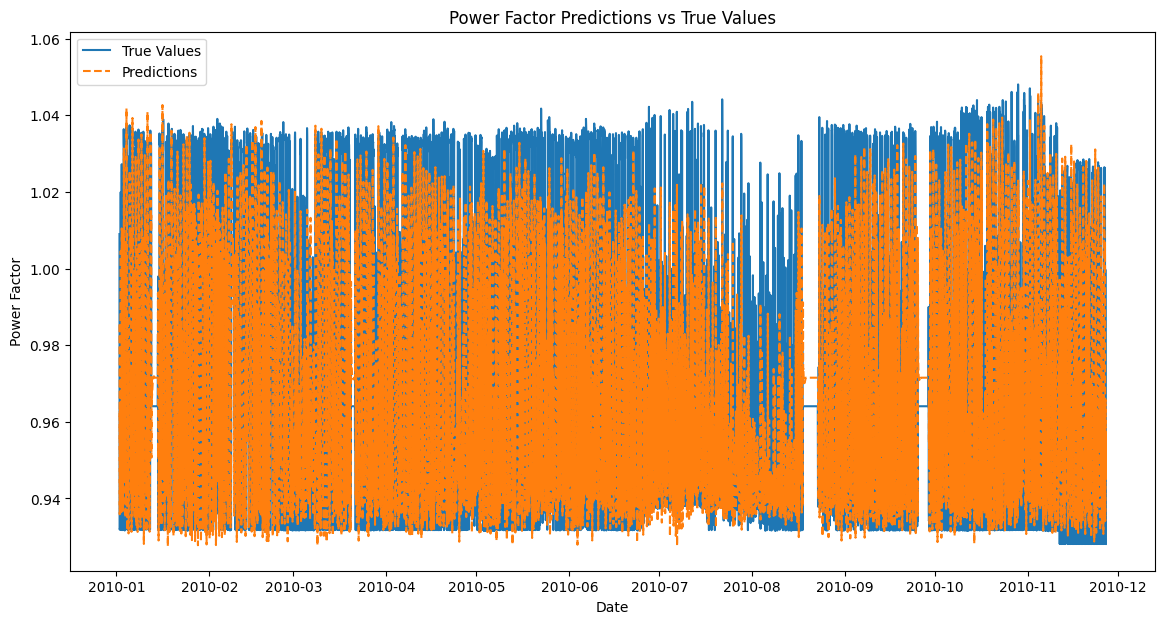 Power Factor Predictions vs True Values
True Values
Predictions
Power Factor
1.06
1.04
1.02
1.00
0.98
0.96
0.94
2010-01 2010-02 2010-03 2010-04 2010-05 2010-06 2010-07 2010-08 2010-09 2010-10 2010-11 2010-12
Date